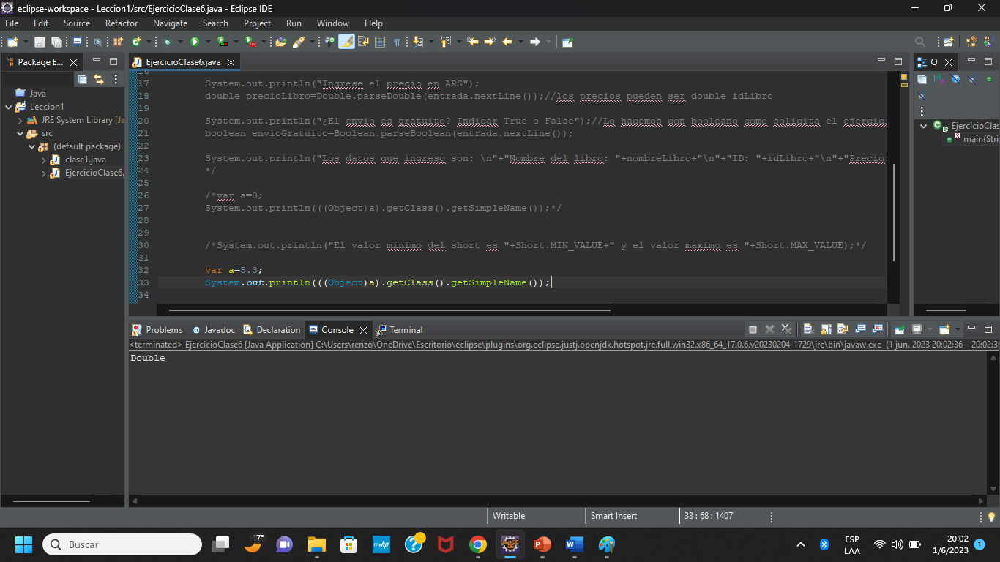 eclipse-workspace - Leccion1/src/EjercicioClase6.java - Eclipse IDE
File Edit Source Refactor Navigate Search Project Run Window Help
Package E...
EjercicioClase6.java
O
Java
Leccion1
JRE System Library [Ja
src
(default package)
clase1.java
EjercicioClase6.
16
17 System.out.println("Ingrese el precio en ARS");
18 double precioLibro=Double.parseDouble(entrada.nextLine());//los precios pueden ser double idLibro
19
20 System.out.println("¿El envio es gratuito? Indicar True o False");//Lo hacemos con booleano como solicita el ejercici
21 boolean envioGratuito=Boolean.parseBoolean(entrada.nextLine());
22
23 System.out.println("Los datos que ingreso son: \n"+"Nombre del libro: "+nombreLibro+"\n"+"ID: "+idLibro+"\n"+"Precio:
24 */
25
26 /*var a=0;
27 System.out.println(((Object)a).getClass().getSimpleName());*/
28
29
30 /*System.out.println("El valor minimo del short es "+Short.MIN_VALUE+" y el valor maximo es "+Short.MAX_VALUE);*/
31
32 var a=5.3;
33 System.out.println(((Object)a).getClass().getSimpleName());
34
EjercicioClas
main(Stri
Problems Javadoc Declaration Console Terminal
<terminated> EjercicioClase6 [Java Application] C:\Users\renzo\OneDrive\Escritorio\eclipse\plugins\org.eclipse.justj.openjdk.hotspot.jre.full.win32.x86_64_17.0.6.v20230204-1729\jre\bin\javaw.exe (1 jun. 2023 20:02:36 – 20:02:36
Double
Writable Smart Insert 33 : 68 : 1407
Buscar
17°
myhp
ESP
LAA
20:02
1/6/2023
1